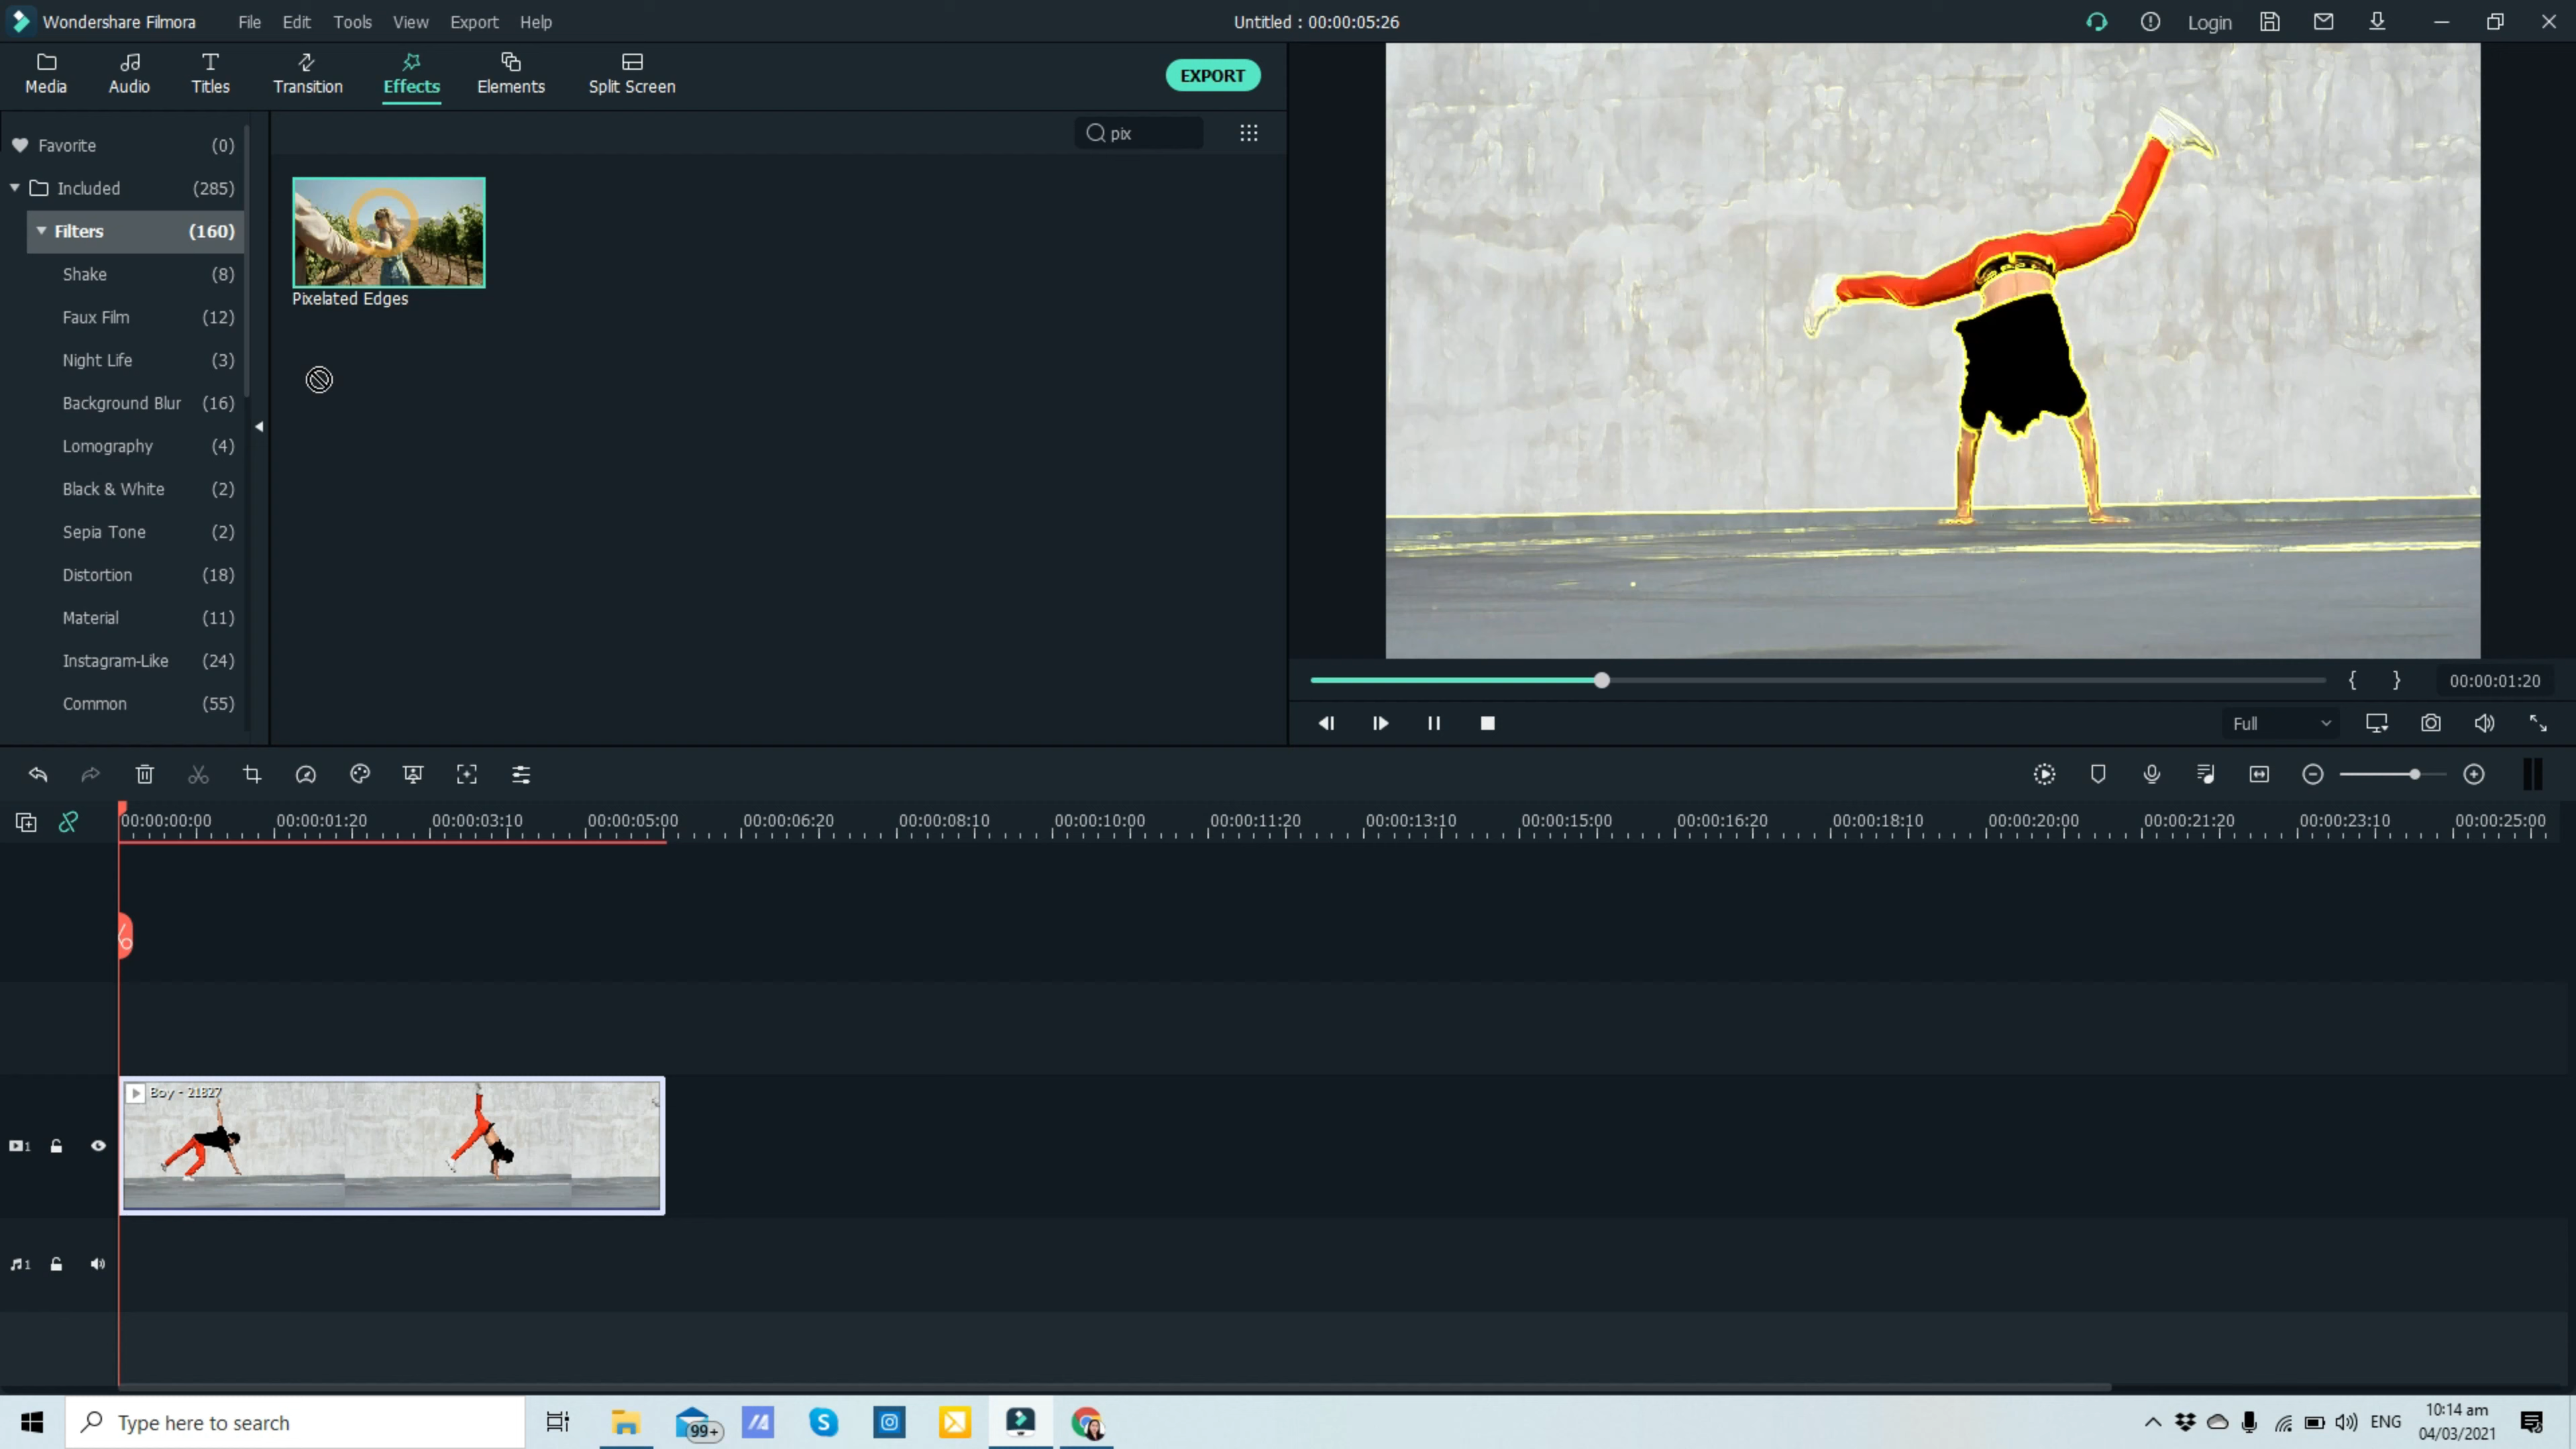 Wondershare Filmora File Edit Tools View Export Help Untitled : 00:00:05:26 Login
Media Audio Titles Transition Effects Elements Split Screen EXPORT
Favorite (0)
pix
Included (285)
Filters (160)
Shake (8)
Pixelated Edges
Faux Film (12)
Night Life (3)
Background Blur (16)
Lomography (4)
Black & White (2)
Sepia Tone (2)
Distortion (18)
Material (11)
Instagram-Like (24)
Common (55)
{ } 00:00:01:20
Full
00:00:00:00 00:00:01:20 00:00:03:10 00:00:05:00 00:00:06:20 00:00:08:10 00:00:10:00 00:00:11:20 00:00:13:10 00:00:15:00 00:00:16:20 00:00:18:10 00:00:20:00 00:00:21:20 00:00:23:10 00:00:25:00
Boy - 21827
1
1
Type here to search
99+
ENG
10:14 am
04/03/2021